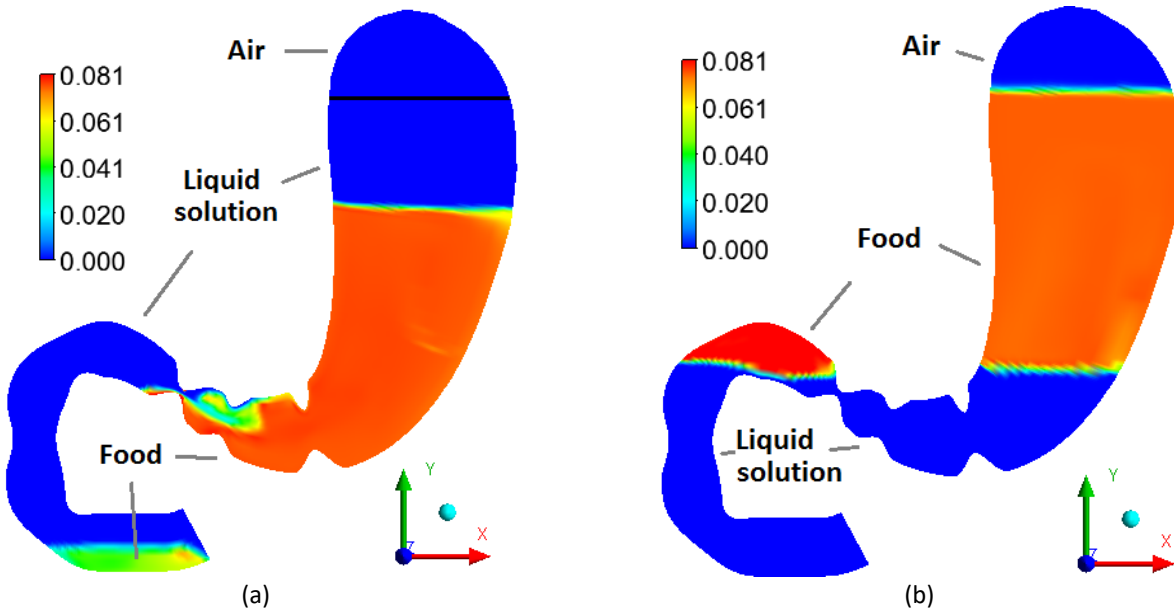 Air
0.081
0.061
0.041
0.020
0.000
Liquid
solution
Food
Y
X
Z
(a)
Air
0.081
0.061
0.040
0.020
0.000
Food
Liquid
solution
Y
X
Z
(b)